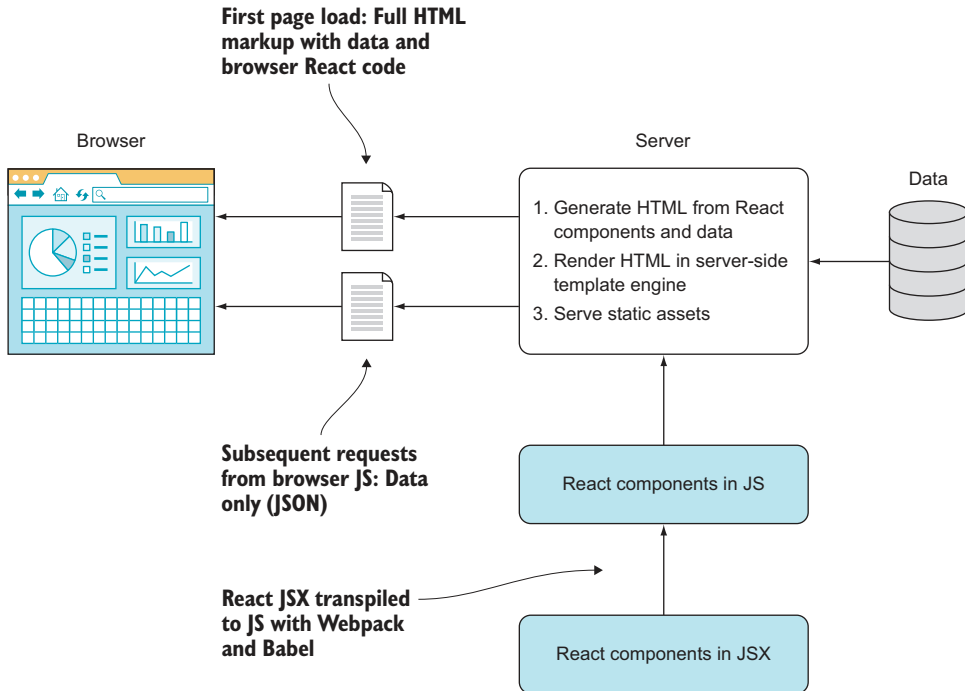 First page load: Full HTML
markup with data and
browser React code
Browser
Server
Data
1. Generate HTML from React
components and data
2. Render HTML in server-side
template engine
3. Serve static assets
Subsequent requests
from browser JS: Data
only (JSON)
React components in JS
React JSX transpiled
to JS with Webpack
and Babel
React components in JSX